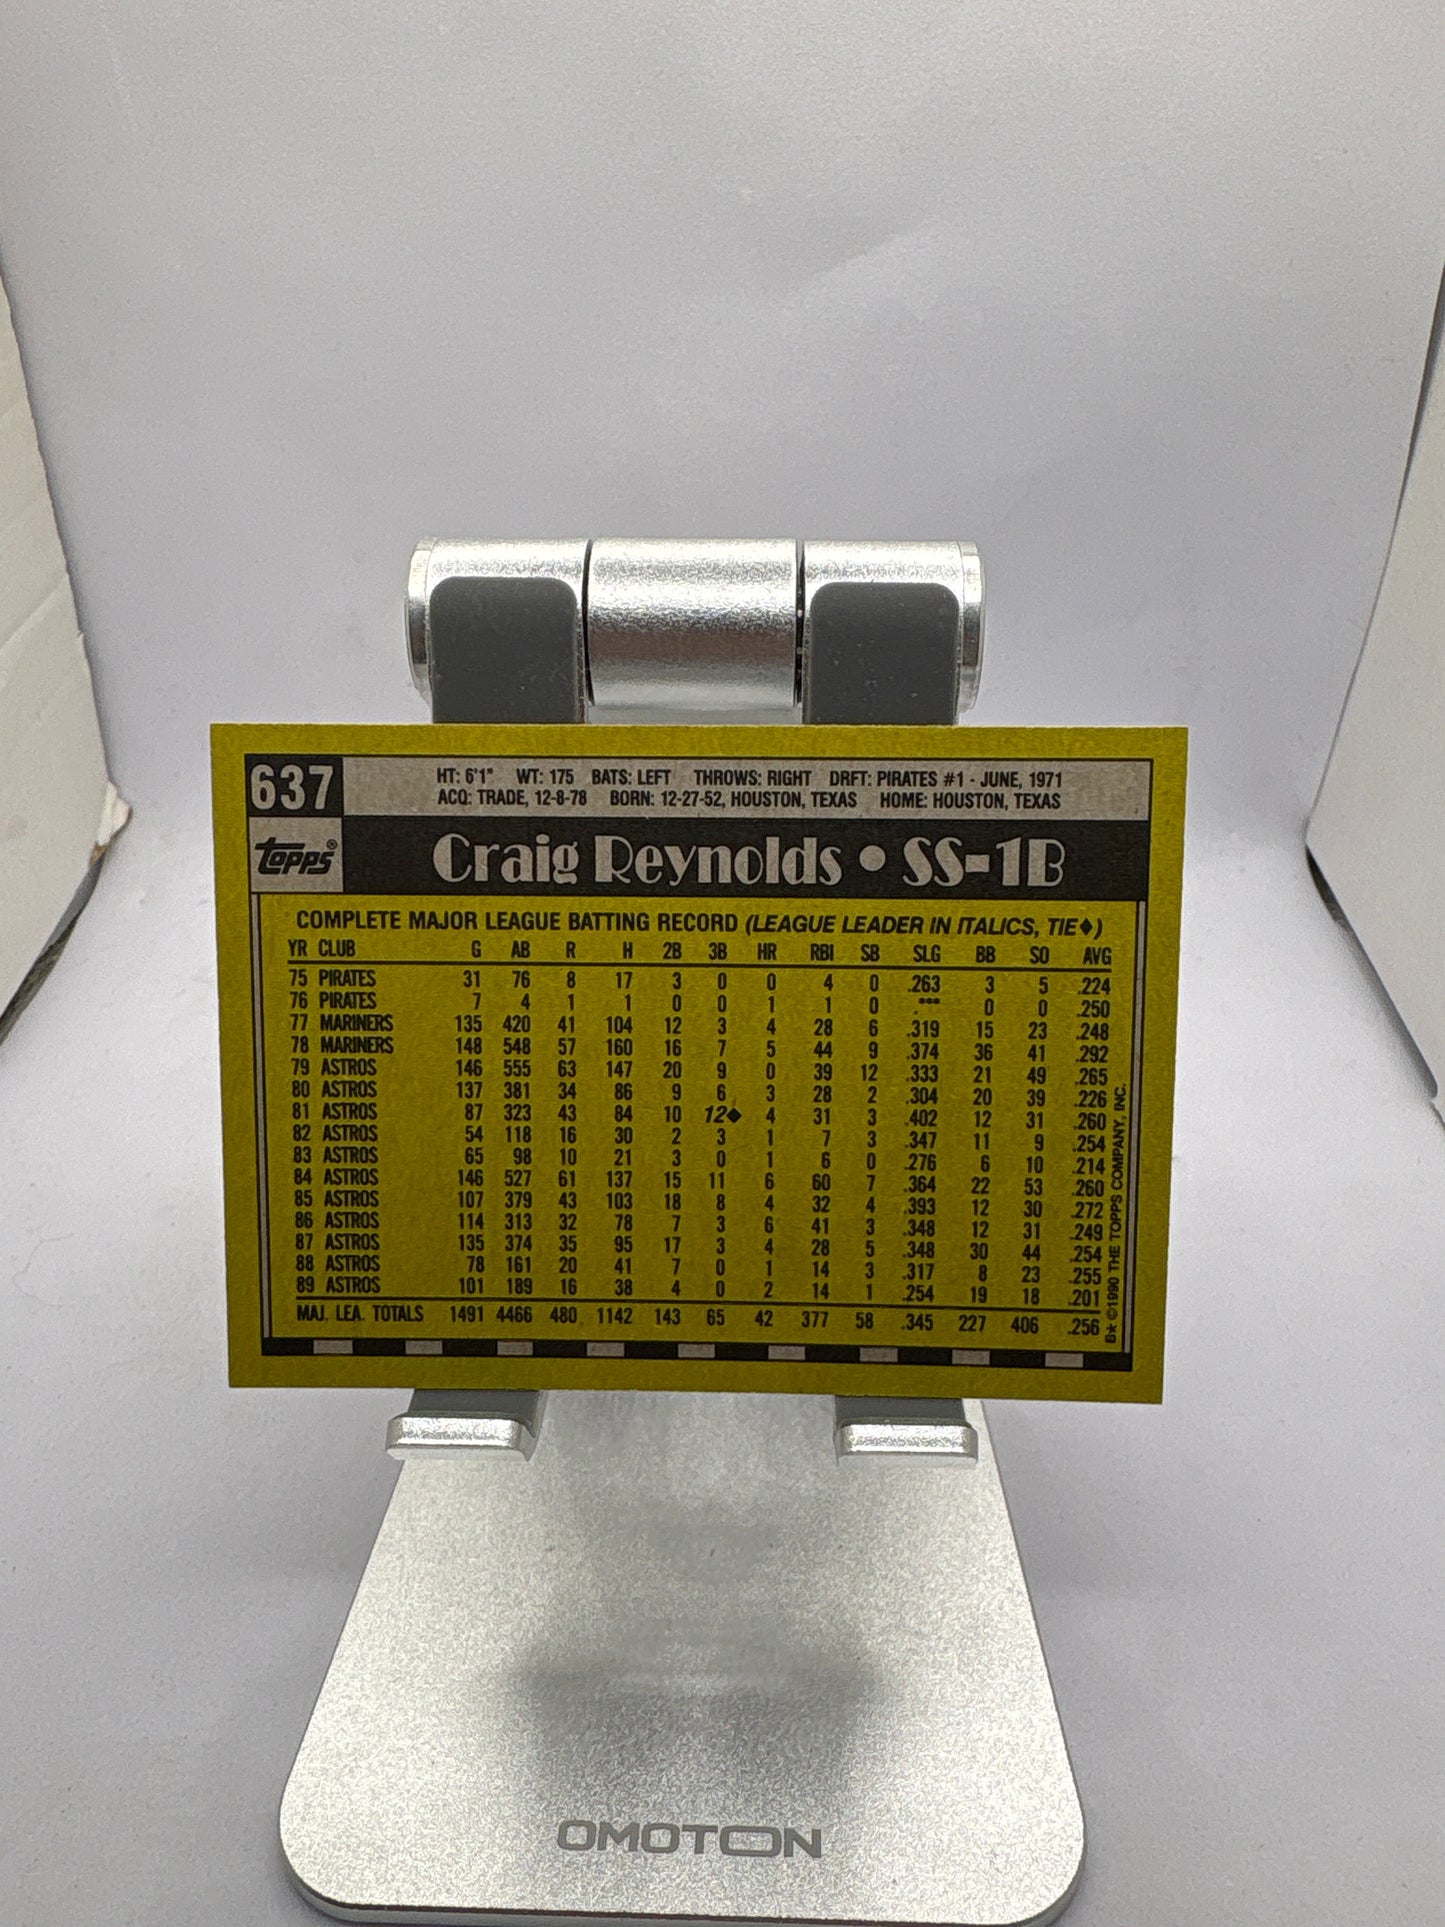 637
HT: 6'1" WT: 175 BATS: LEFT THROWS: RIGHT DRFT: PIRATES #1 - JUNE, 1971
ACQ: TRADE, 12-8-78 BORN: 12-27-52, HOUSTON, TEXAS HOME: HOUSTON, TEXAS
topps®
Craig Reynolds • SS-1B
COMPLETE MAJOR LEAGUE BATTING RECORD (LEAGUE LEADER IN ITALICS, TIE♦)
YR CLUB G AB R H 2B 3B HR RBI SB SLG BB SO AVG
75 PIRATES 31 76 8 17 3 0 0 4 0 .263 3 5 .224
76 PIRATES 7 4 1 1 0 0 1 1 0 .*** 0 0 .250
77 MARINERS 135 420 41 104 12 3 4 28 6 .319 15 23 .248
78 MARINERS 148 548 57 160 16 7 5 44 9 .374 36 41 .292
79 ASTROS 146 555 63 147 20 9 0 39 12 .333 21 49 .265
80 ASTROS 137 381 34 86 9 6 3 28 2 .304 20 39 .226
81 ASTROS 87 323 43 84 10 12♦ 4 31 3 .402 12 31 .260
82 ASTROS 54 118 16 30 2 3 1 7 3 .347 11 9 .254
83 ASTROS 65 98 10 21 3 0 1 6 0 .276 6 10 .214
84 ASTROS 146 527 61 137 15 11 6 60 7 .364 22 53 .260
85 ASTROS 107 379 43 103 18 8 4 32 4 .393 12 30 .272
86 ASTROS 114 313 32 78 7 3 6 41 3 .348 12 31 .249
87 ASTROS 135 374 35 95 17 3 4 28 5 .348 30 44 .254
88 ASTROS 78 161 20 41 7 0 1 14 3 .317 8 23 .255
89 ASTROS 101 189 16 38 4 0 2 14 1 .254 19 18 .201
MAJ. LEA. TOTALS 1491 4466 480 1142 143 65 42 377 58 .345 227 406 .256
B★ ©1990 THE TOPPS COMPANY, INC.
OMOTON